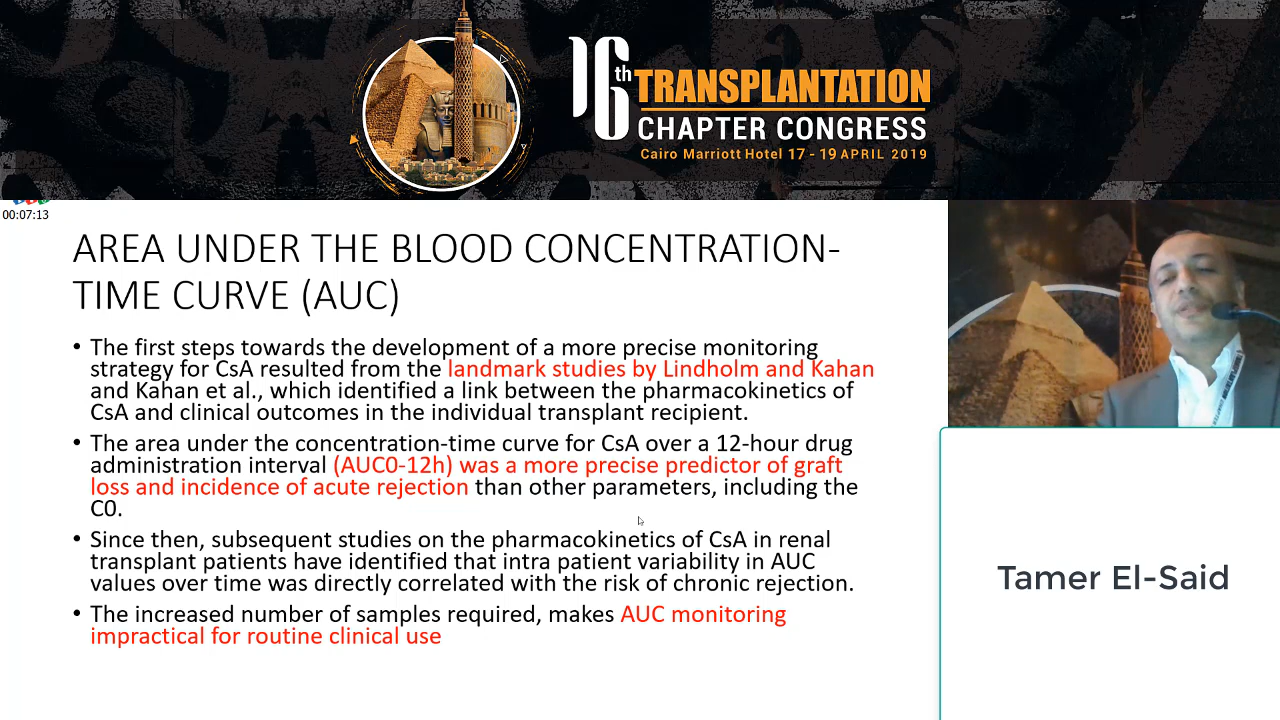 16th TRANSPLANTATION
CHAPTER CONGRESS
Cairo Marriott Hotel 17 - 19 APRIL 2019
00:07:13
AREA UNDER THE BLOOD CONCENTRATION-
TIME CURVE (AUC)
• The first steps towards the development of a more precise monitoring
strategy for CsA resulted from the landmark studies by Lindholm and Kahan
and Kahan et al., which identified a link between the pharmacokinetics of
CsA and clinical outcomes in the individual transplant recipient.
• The area under the concentration-time curve for CsA over a 12-hour drug
administration interval (AUC0-12h) was a more precise predictor of graft
loss and incidence of acute rejection than other parameters, including the
C0.
• Since then, subsequent studies on the pharmacokinetics of CsA in renal
transplant patients have identified that intra patient variability in AUC
values over time was directly correlated with the risk of chronic rejection.
• The increased number of samples required, makes AUC monitoring
impractical for routine clinical use
Tamer El-Said